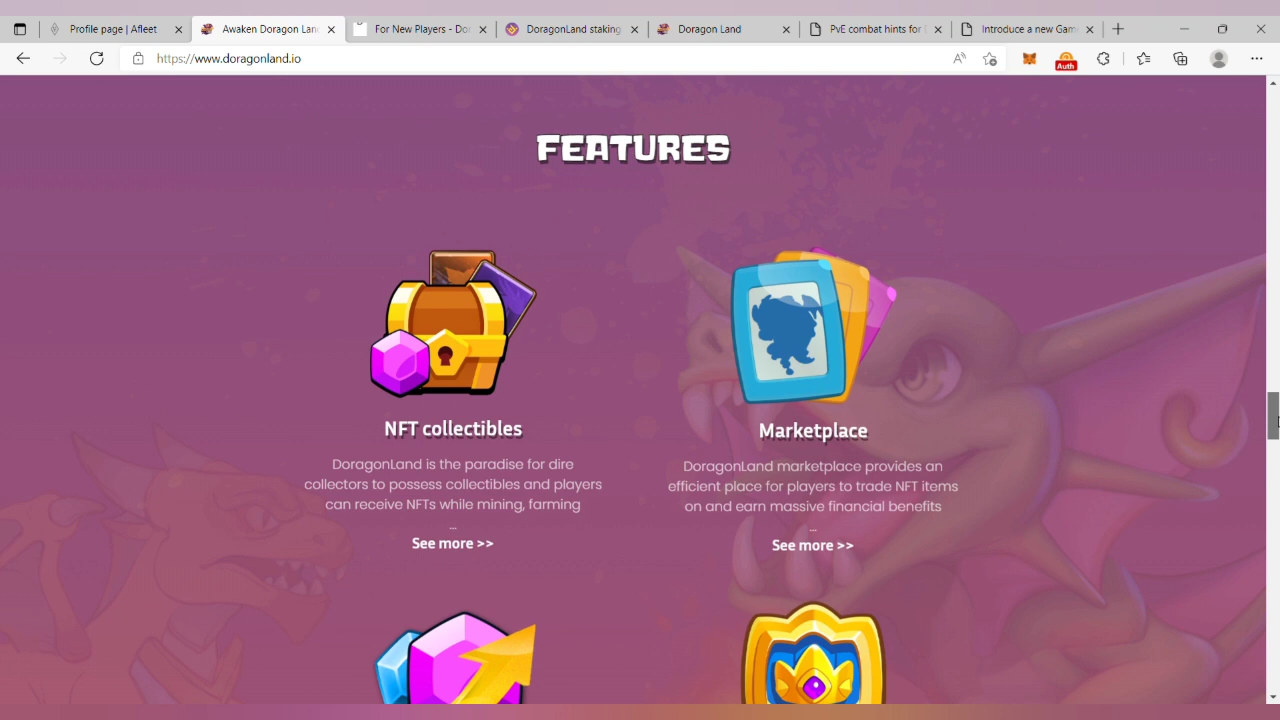 Profile page | Afleet
Awaken Doragon Lan
For New Players - Do
DoragonLand staking
Doragon Land
PvE combat hints for
Introduce a new Gam
https://www.doragonland.io
Auth
FEATURES
NFT collectibles
DoragonLand is the paradise for dire
collectors to possess collectibles and players
can receive NFTs while mining, farming
...
See more >>
Marketplace
DoragonLand marketplace provides an
efficient place for players to trade NFT items
on and earn massive financial benefits
...
See more >>